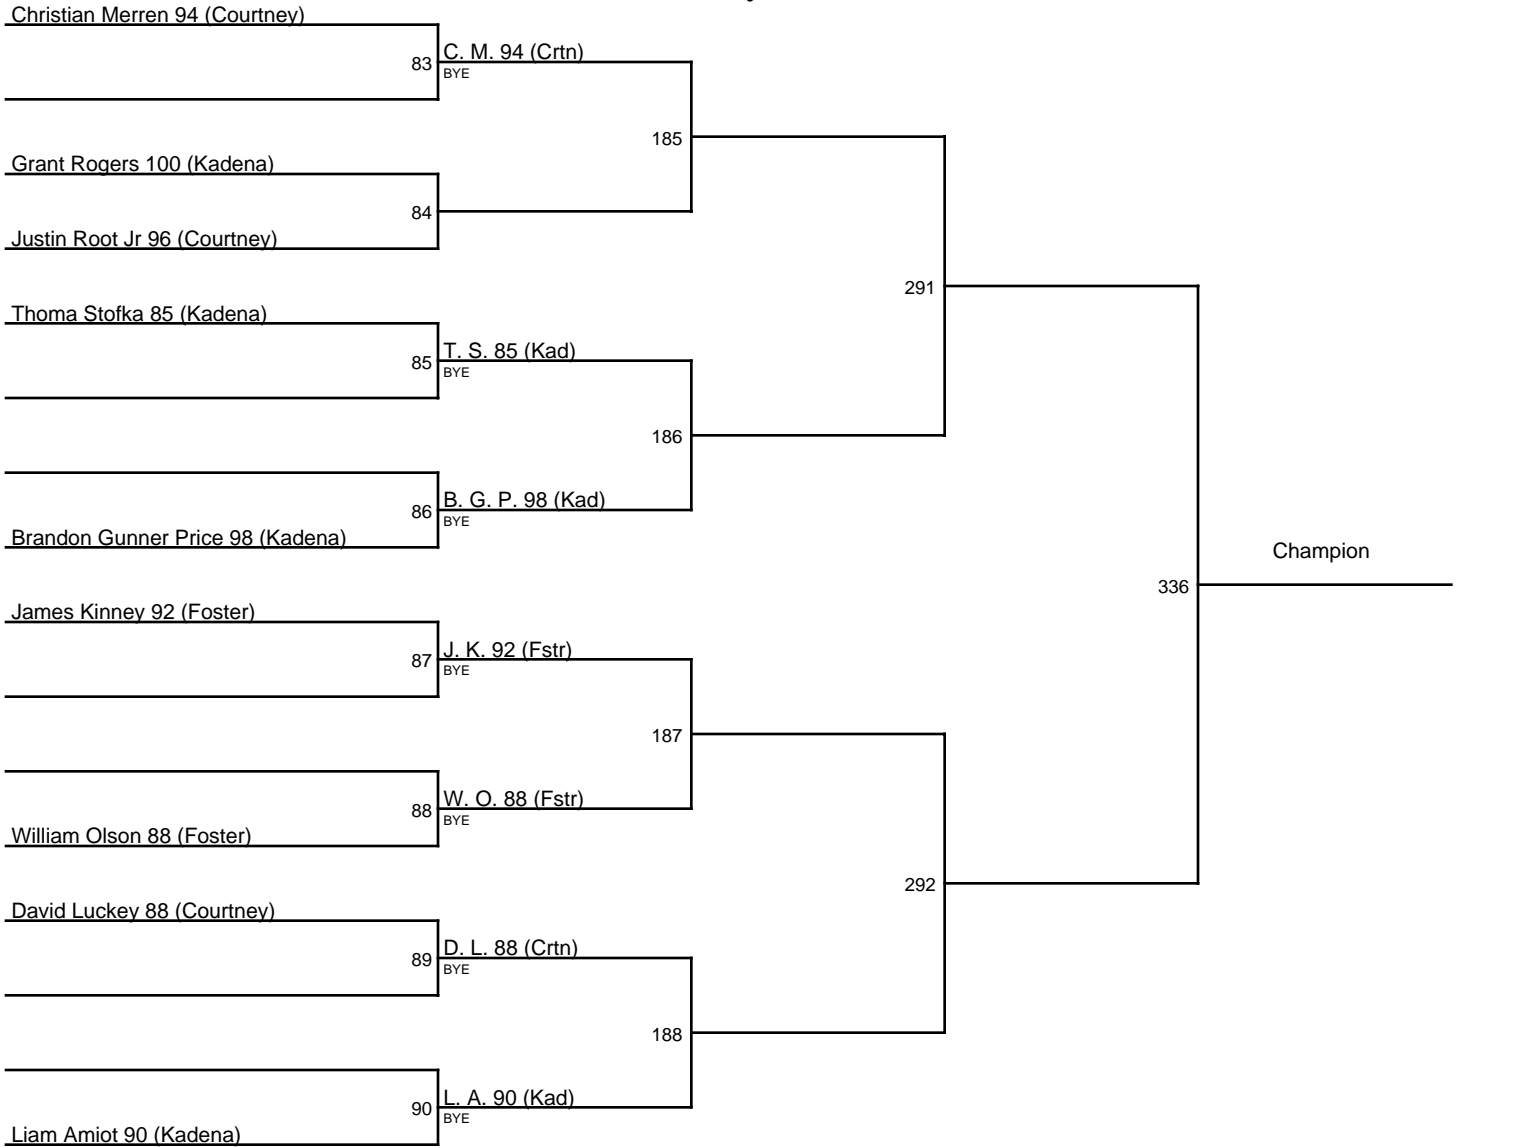 Christian Merren 94 (Courtney)
C. M. 94 (Crtn)
83
BYE
185
Grant Rogers 100 (Kadena)
84
Justin Root Jr 96 (Courtney)
291
Thoma Stofka 85 (Kadena)
T. S. 85 (Kad)
85
BYE
186
B. G. P. 98 (Kad)
86
BYE
Brandon Gunner Price 98 (Kadena)
Champion
336
James Kinney 92 (Foster)
J. K. 92 (Fstr)
87
BYE
187
W. O. 88 (Fstr)
88
BYE
William Olson 88 (Foster)
292
David Luckey 88 (Courtney)
D. L. 88 (Crtn)
89
BYE
188
L. A. 90 (Kad)
90
BYE
Liam Amiot 90 (Kadena)